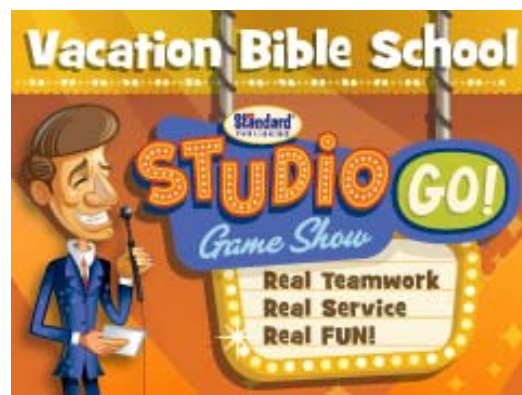 Vacation Bible School
Standard
PUBLISHING
STUDIO
GO!
Game Show
Real Teamwork
Real Service
Real FUN!